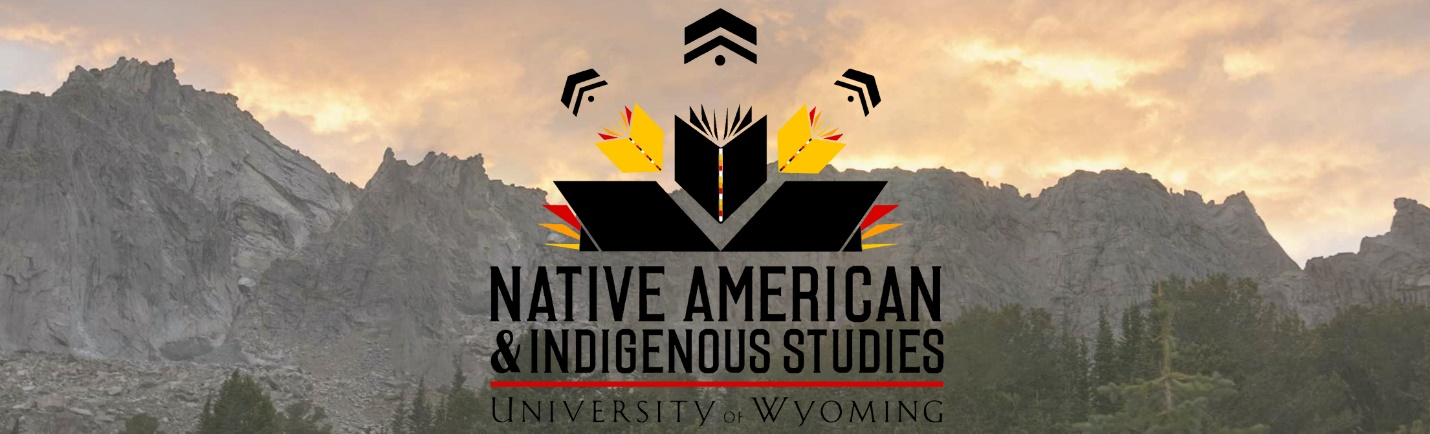 NATIVE AMERICAN
& INDIGENOUS STUDIES
UNIVERSITY OF WYOMING